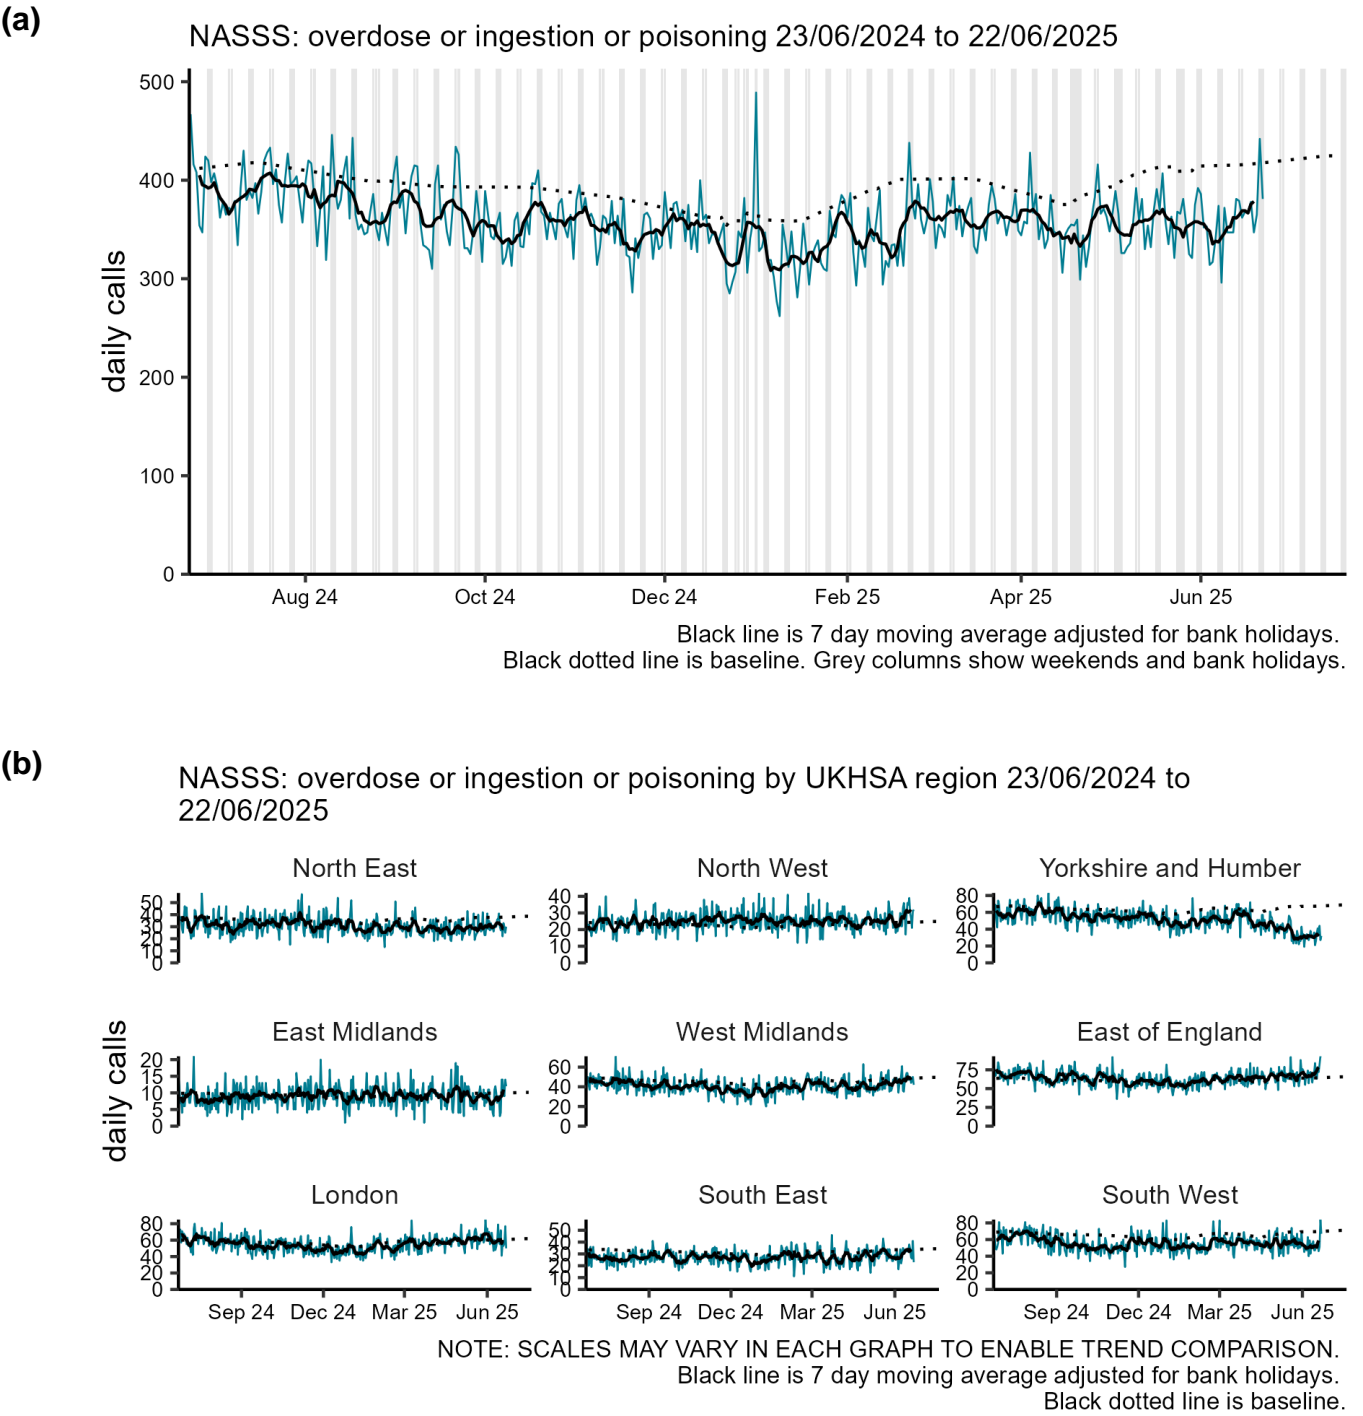 (a)
NASSS: overdose or ingestion or poisoning 23/06/2024 to 22/06/2025
daily calls
500
400
300
200
100
0
Aug 24 Oct 24 Dec 24 Feb 25 Apr 25 Jun 25
Black line is 7 day moving average adjusted for bank holidays.
Black dotted line is baseline. Grey columns show weekends and bank holidays.
(b)
NASSS: overdose or ingestion or poisoning by UKHSA region 23/06/2024 to
22/06/2025
daily calls
North East
50
40
30
20
10
0
North West
40
30
20
10
0
Yorkshire and Humber
80
60
40
20
0
East Midlands
20
15
10
5
0
West Midlands
60
40
20
0
East of England
75
50
25
0
London
80
60
40
20
0
South East
50
40
30
20
10
0
South West
80
60
40
20
0
Sep 24 Dec 24 Mar 25 Jun 25
Sep 24 Dec 24 Mar 25 Jun 25
Sep 24 Dec 24 Mar 25 Jun 25
NOTE: SCALES MAY VARY IN EACH GRAPH TO ENABLE TREND COMPARISON.
Black line is 7 day moving average adjusted for bank holidays.
Black dotted line is baseline.